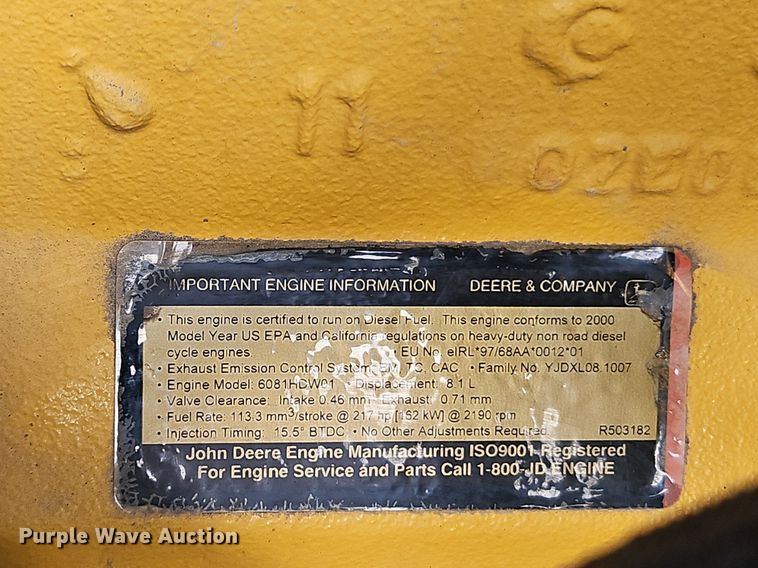 11
IMPORTANT ENGINE INFORMATION DEERE & COMPANY
• This engine is certified to run on Diesel Fuel. This engine conforms to 2000
Model Year US EPA and California regulations on heavy-duty non road diesel
cycle engines. • EU No. eIRL*97/68AA*0012*01
• Exhaust Emission Control System: EM, TC, CAC • Family No. YJDXL08.1007
• Engine Model: 6081HDW01 • Displacement: 8.1 L
• Valve Clearance: Intake 0.46 mm Exhaust: 0.71 mm
• Fuel Rate: 113.3 mm³/stroke @ 217 hp [162 kW] @ 2190 rpm
• Injection Timing: 15.5° BTDC • No Other Adjustments Required. R503182
John Deere Engine Manufacturing ISO9001 Registered
For Engine Service and Parts Call 1-800-JD ENGINE
Purple Wave Auction